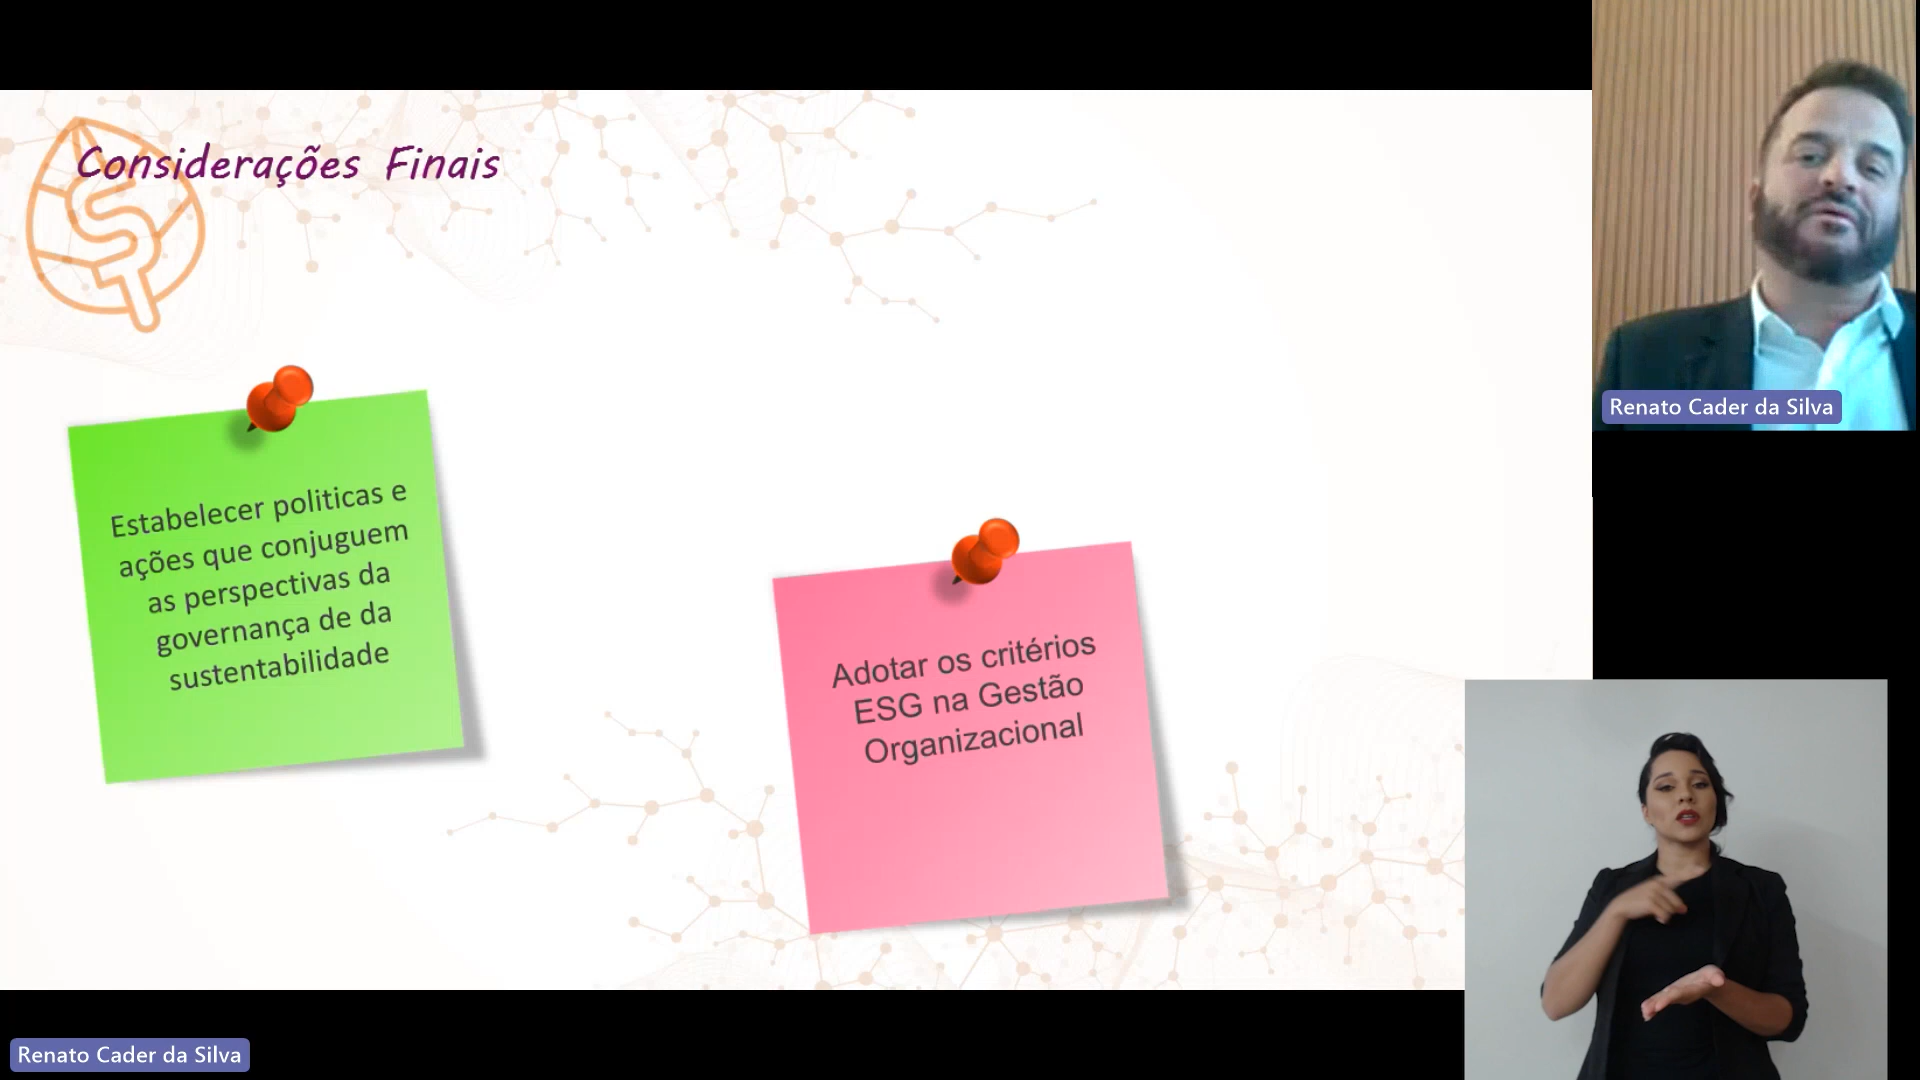 Considerações Finais
Estabelecer politicas e
ações que conjuguem
as perspectivas da
governança de da
sustentabilidade
Adotar os critérios
ESG na Gestão
Organizacional
Renato Cader da Silva
Renato Cader da Silva